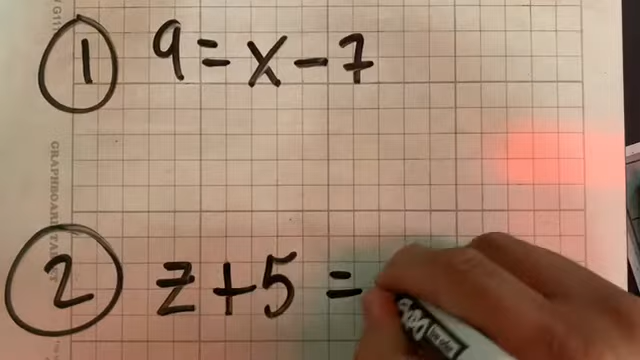 ① 9 = x - 7
② z + 5 =